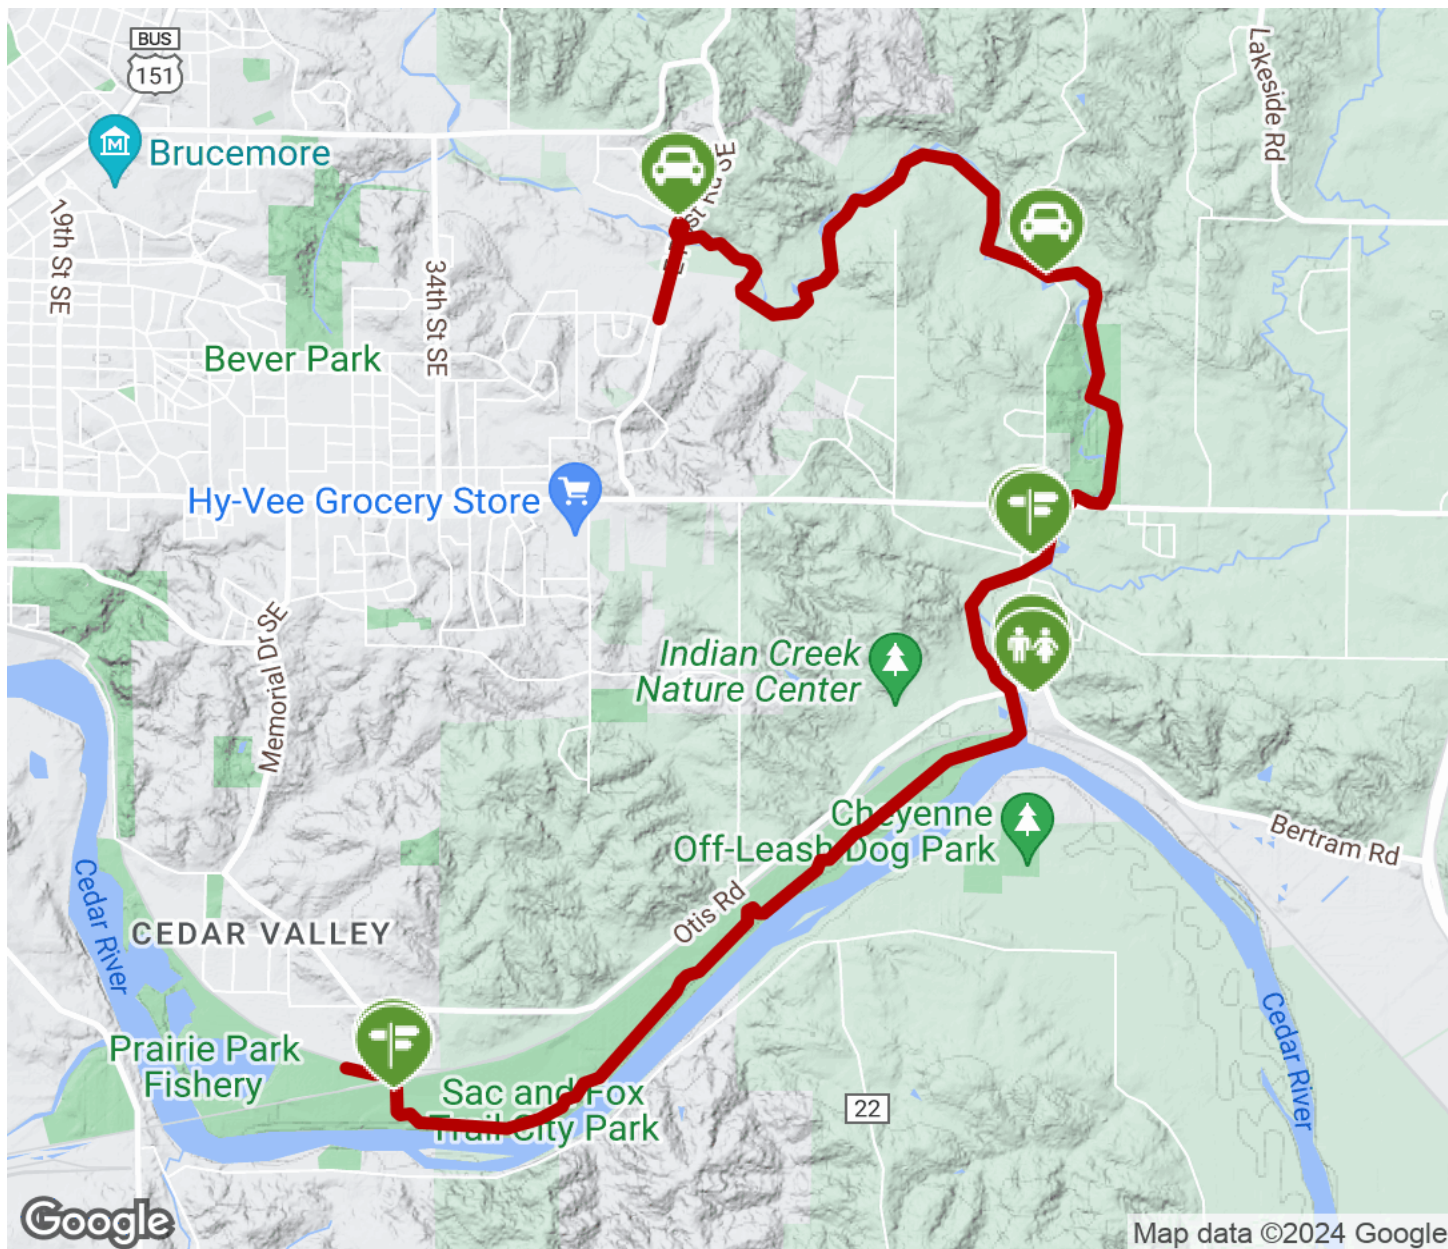 BUS
151
Brucemore
Lakeside Rd
19th St SE
34th St SE
Bever Park
Hy-Vee Grocery Store
Memorial Dr SE
Indian Creek
Nature Center
Cheyenne
Off-Leash Dog Park
Bertram Rd
Otis Rd
Cedar River
CEDAR VALLEY
Cedar River
Prairie Park
Fishery
Sac and Fox
Trail City Park
22
Google
Map data ©2024 Google